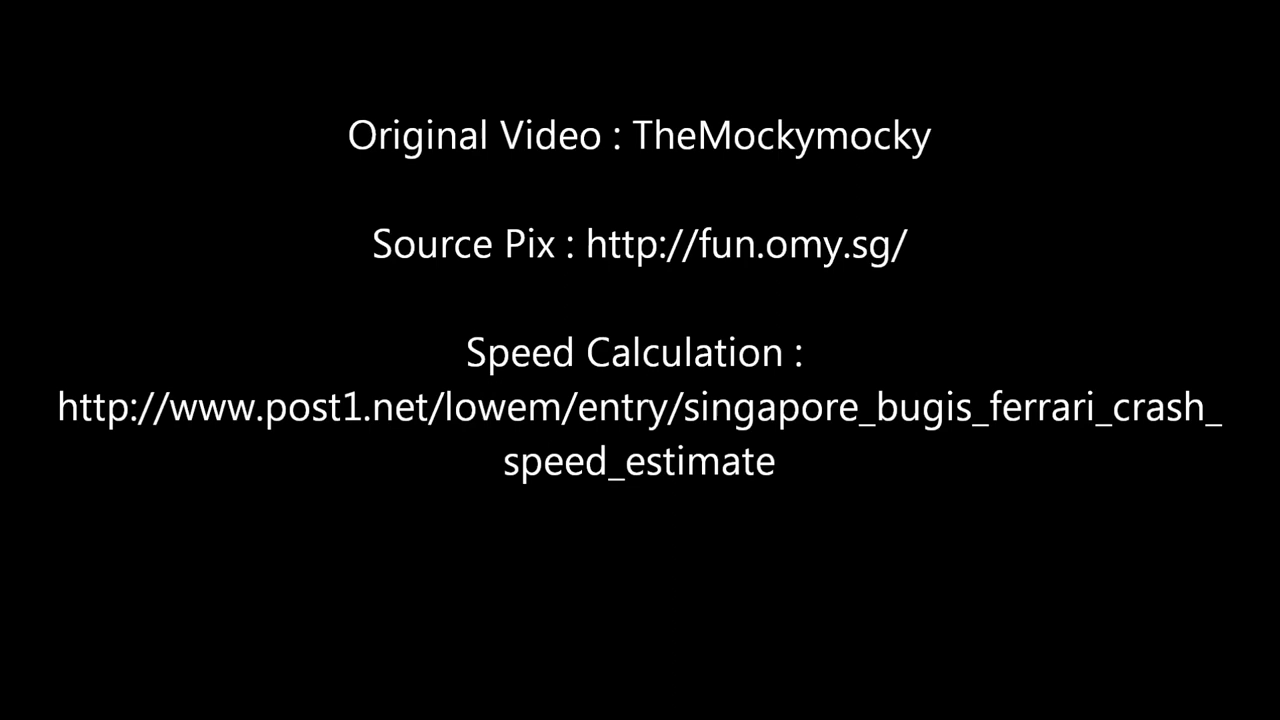 Original Video : TheMockymocky
Source Pix : http://fun.omy.sg/
Speed Calculation :
http://www.post1.net/lowem/entry/singapore_bugis_ferrari_crash_
speed_estimate